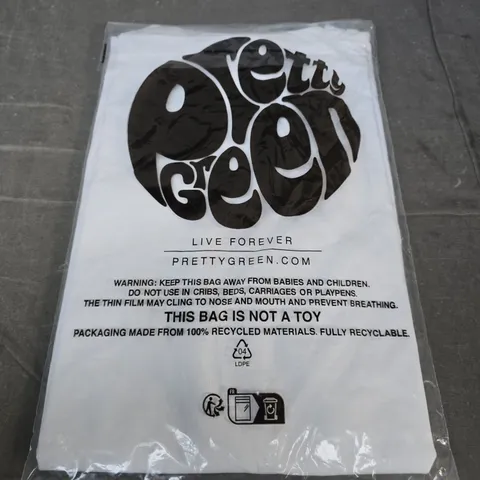 Pretty
Green
LIVE FOREVER
PRETTYGREEN.COM
WARNING: KEEP THIS BAG AWAY FROM BABIES AND CHILDREN.
DO NOT USE IN CRIBS, BEDS, CARRIAGES OR PLAYPENS.
THE THIN FILM MAY CLING TO NOSE AND MOUTH AND PREVENT BREATHING.
THIS BAG IS NOT A TOY
PACKAGING MADE FROM 100% RECYCLED MATERIALS. FULLY RECYCLABLE.
04
LDPE